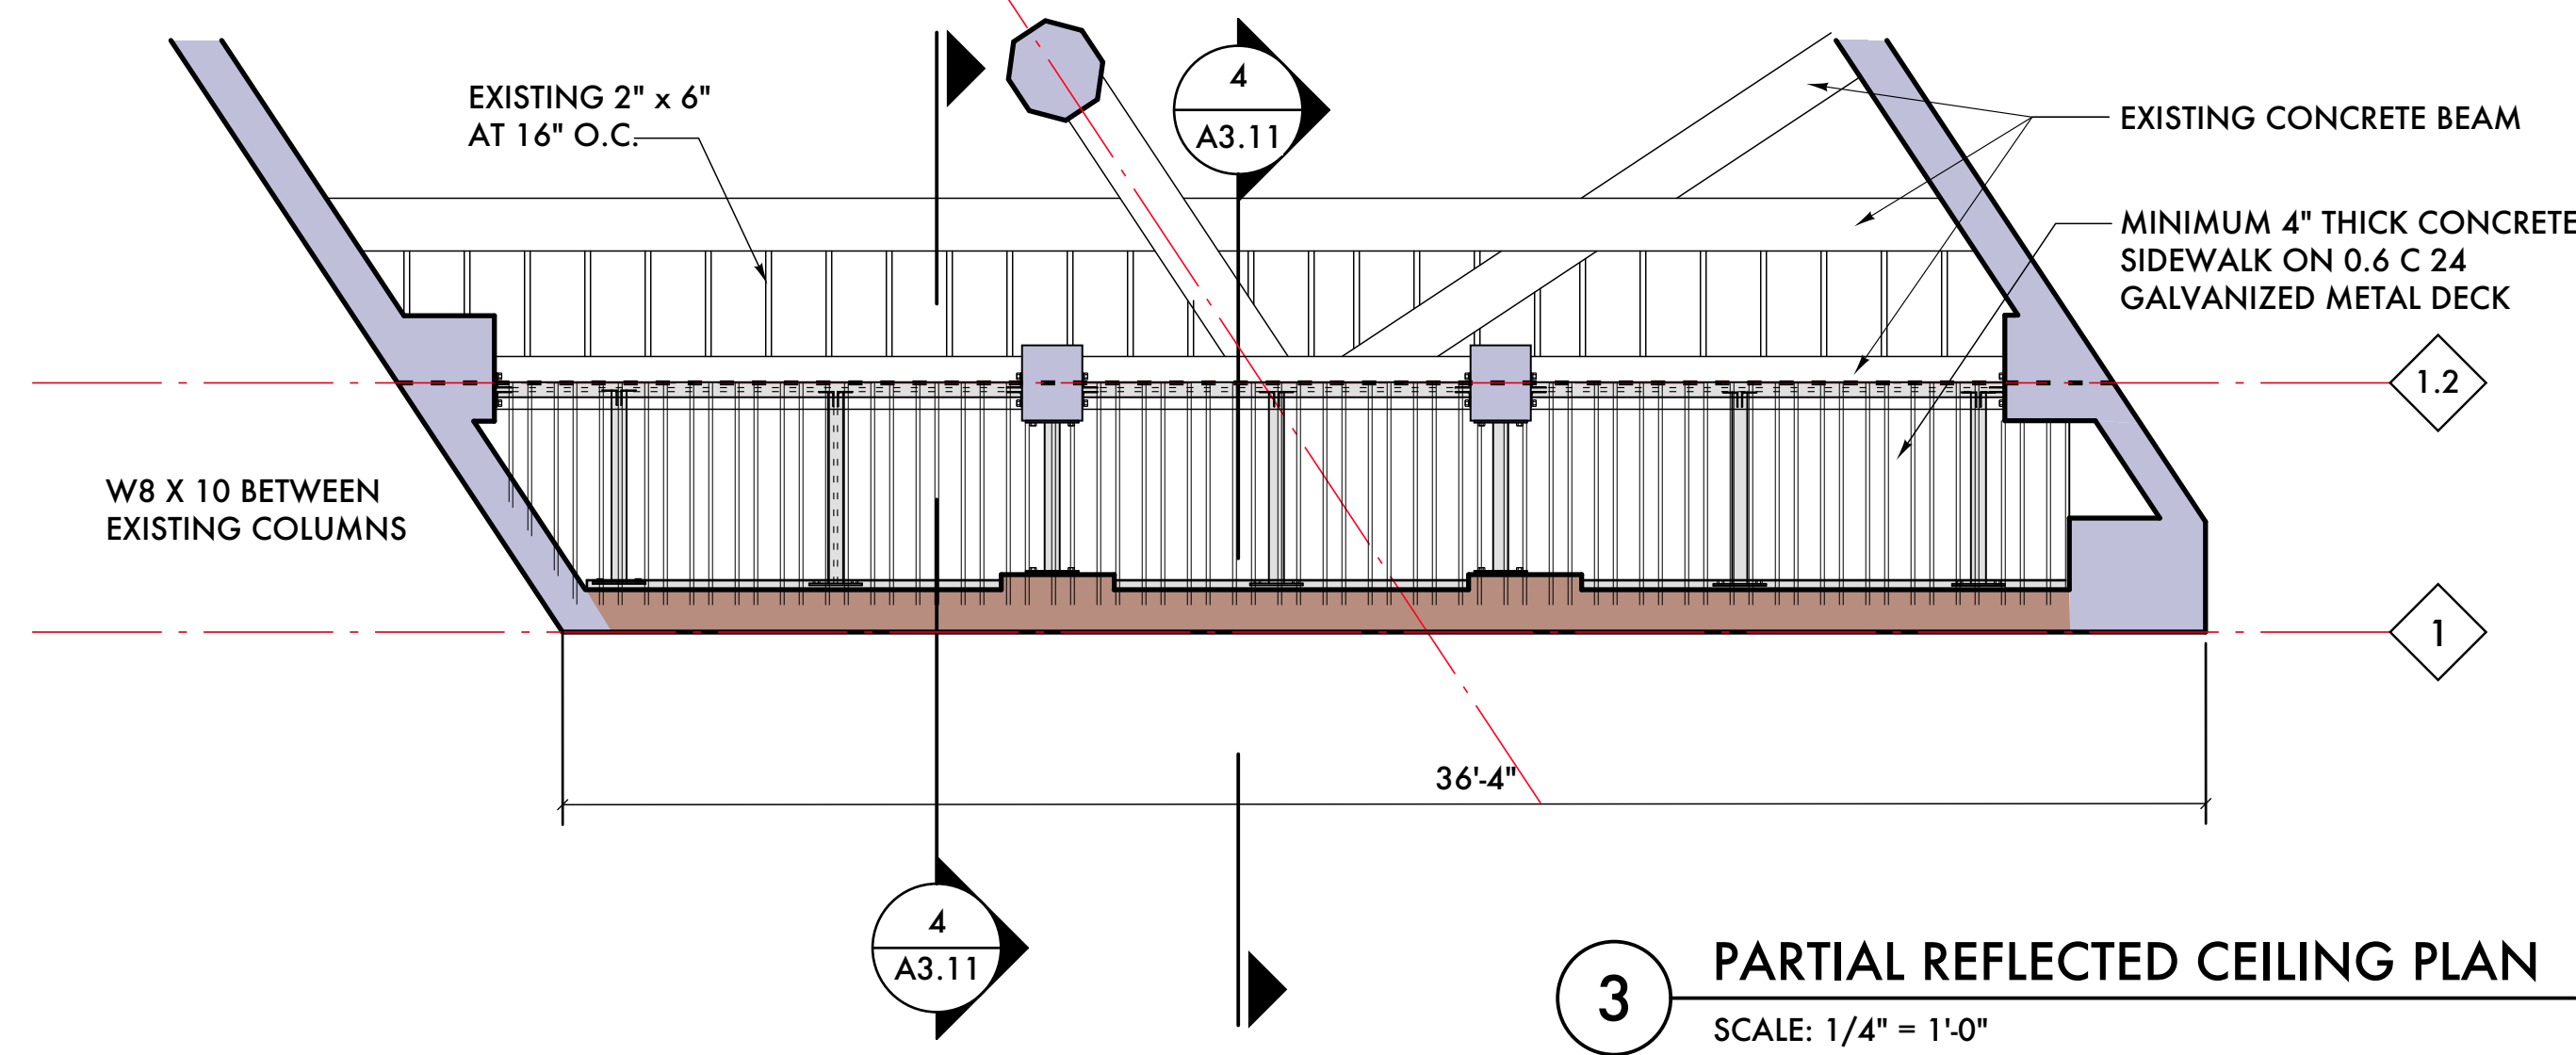 EXISTING 2" x 6"
AT 16" O.C.
4
A3.11
EXISTING CONCRETE BEAM
MINIMUM 4" THICK CONCRETE
SIDEWALK ON 0.6 C 24
GALVANIZED METAL DECK
1.2
W8 X 10 BETWEEN
EXISTING COLUMNS
1
36'-4"
4
A3.11
3
PARTIAL REFLECTED CEILING PLAN
SCALE: 1/4" = 1'-0"